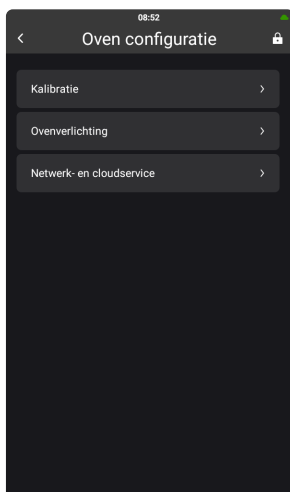 08:52
Oven configuratie
Kalibratie
Ovenverlichting
Netwerk- en cloudservice